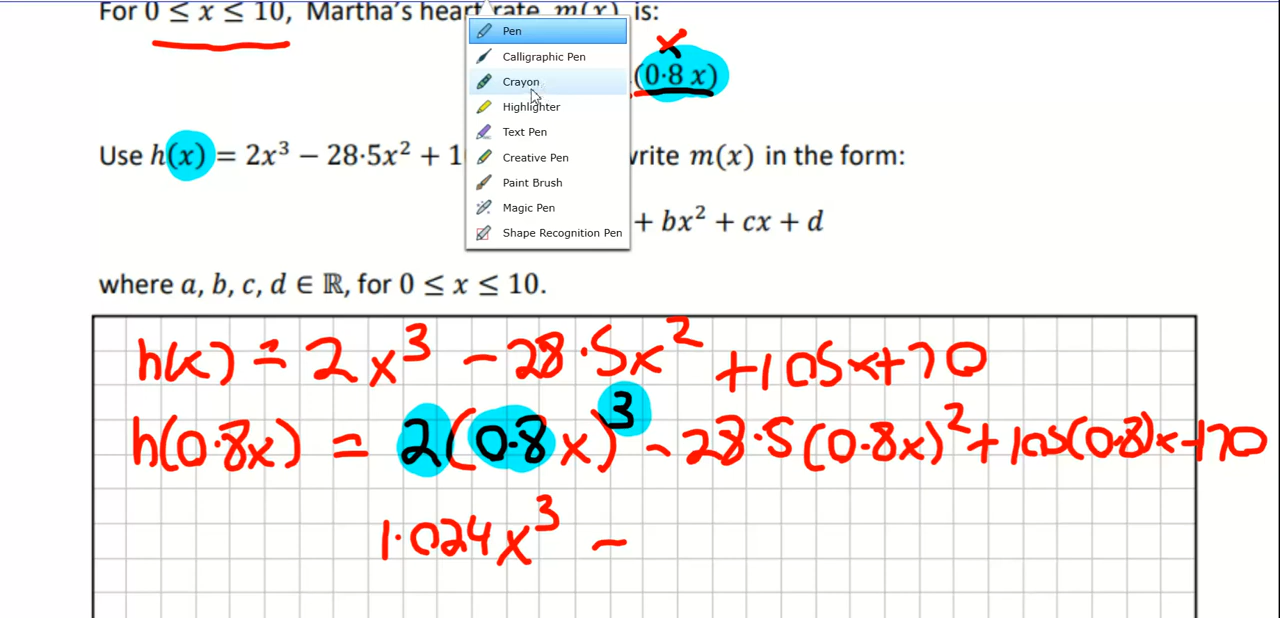 For 0 ≤ x ≤ 10, Martha's heart rate m(x) is:
x
(0·8 x)
Pen
Calligraphic Pen
Crayon
Highlighter
Text Pen
Creative Pen
Paint Brush
Magic Pen
Shape Recognition Pen
Use h(x) = 2x³ − 28·5x² + 1 write m(x) in the form:
+ bx² + cx + d
where a, b, c, d ∈ ℝ, for 0 ≤ x ≤ 10.
h(x) = 2x³ − 28·5x² + 105x + 70
h(0·8x) = 2(0·8x)³ − 28·5(0·8x)² + 105(0·8)x + 70
1·024x³ −